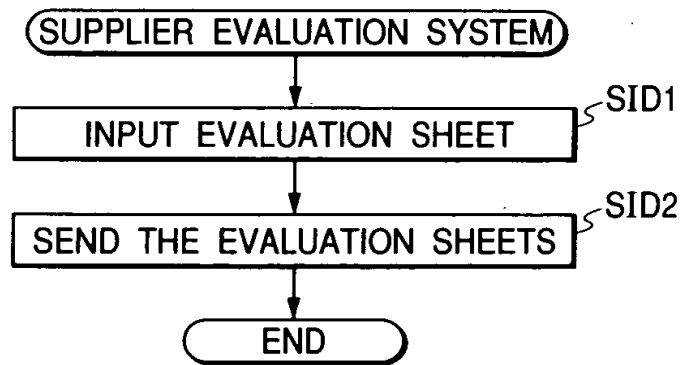 SUPPLIER EVALUATION SYSTEM
SID1
INPUT EVALUATION SHEET
SID2
SEND THE EVALUATION SHEETS
END